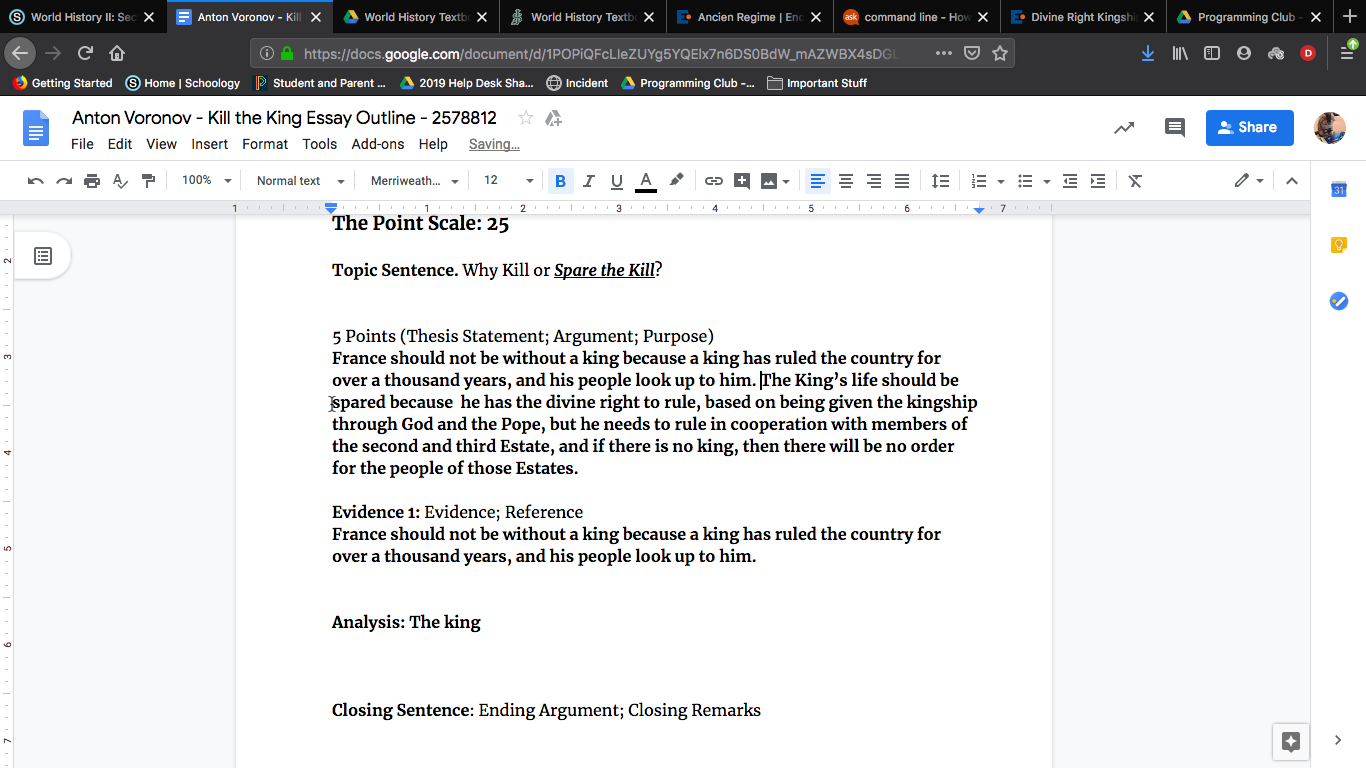 World History II: Sec
Anton Voronov - Kill
World History Textb
World History Textb
Ancien Regime | Enc
command line - How
Divine Right Kingshi
Programming Club -
https://docs.google.com/document/d/1POPiQFcLIeZUYg5YQElx7n6DS0BdW_mAZWBX4sDGL
Getting Started
Home | Schoology
Student and Parent ...
2019 Help Desk Sha...
Incident
Programming Club -...
Important Stuff
Anton Voronov - Kill the King Essay Outline - 2578812
File Edit View Insert Format Tools Add-ons Help Saving...
Share
100% Normal text Merriweath... 12 B I U A
1 1 2 3 4 5 6 7
The Point Scale: 25
Topic Sentence. Why Kill or Spare the Kill?
5 Points (Thesis Statement; Argument; Purpose)
France should not be without a king because a king has ruled the country for
over a thousand years, and his people look up to him. The King’s life should be
spared because  he has the divine right to rule, based on being given the kingship
through God and the Pope, but he needs to rule in cooperation with members of
the second and third Estate, and if there is no king, then there will be no order
for the people of those Estates.
Evidence 1: Evidence; Reference
France should not be without a king because a king has ruled the country for
over a thousand years, and his people look up to him.
Analysis: The king
Closing Sentence: Ending Argument; Closing Remarks
2
3
4
5
6
7
31